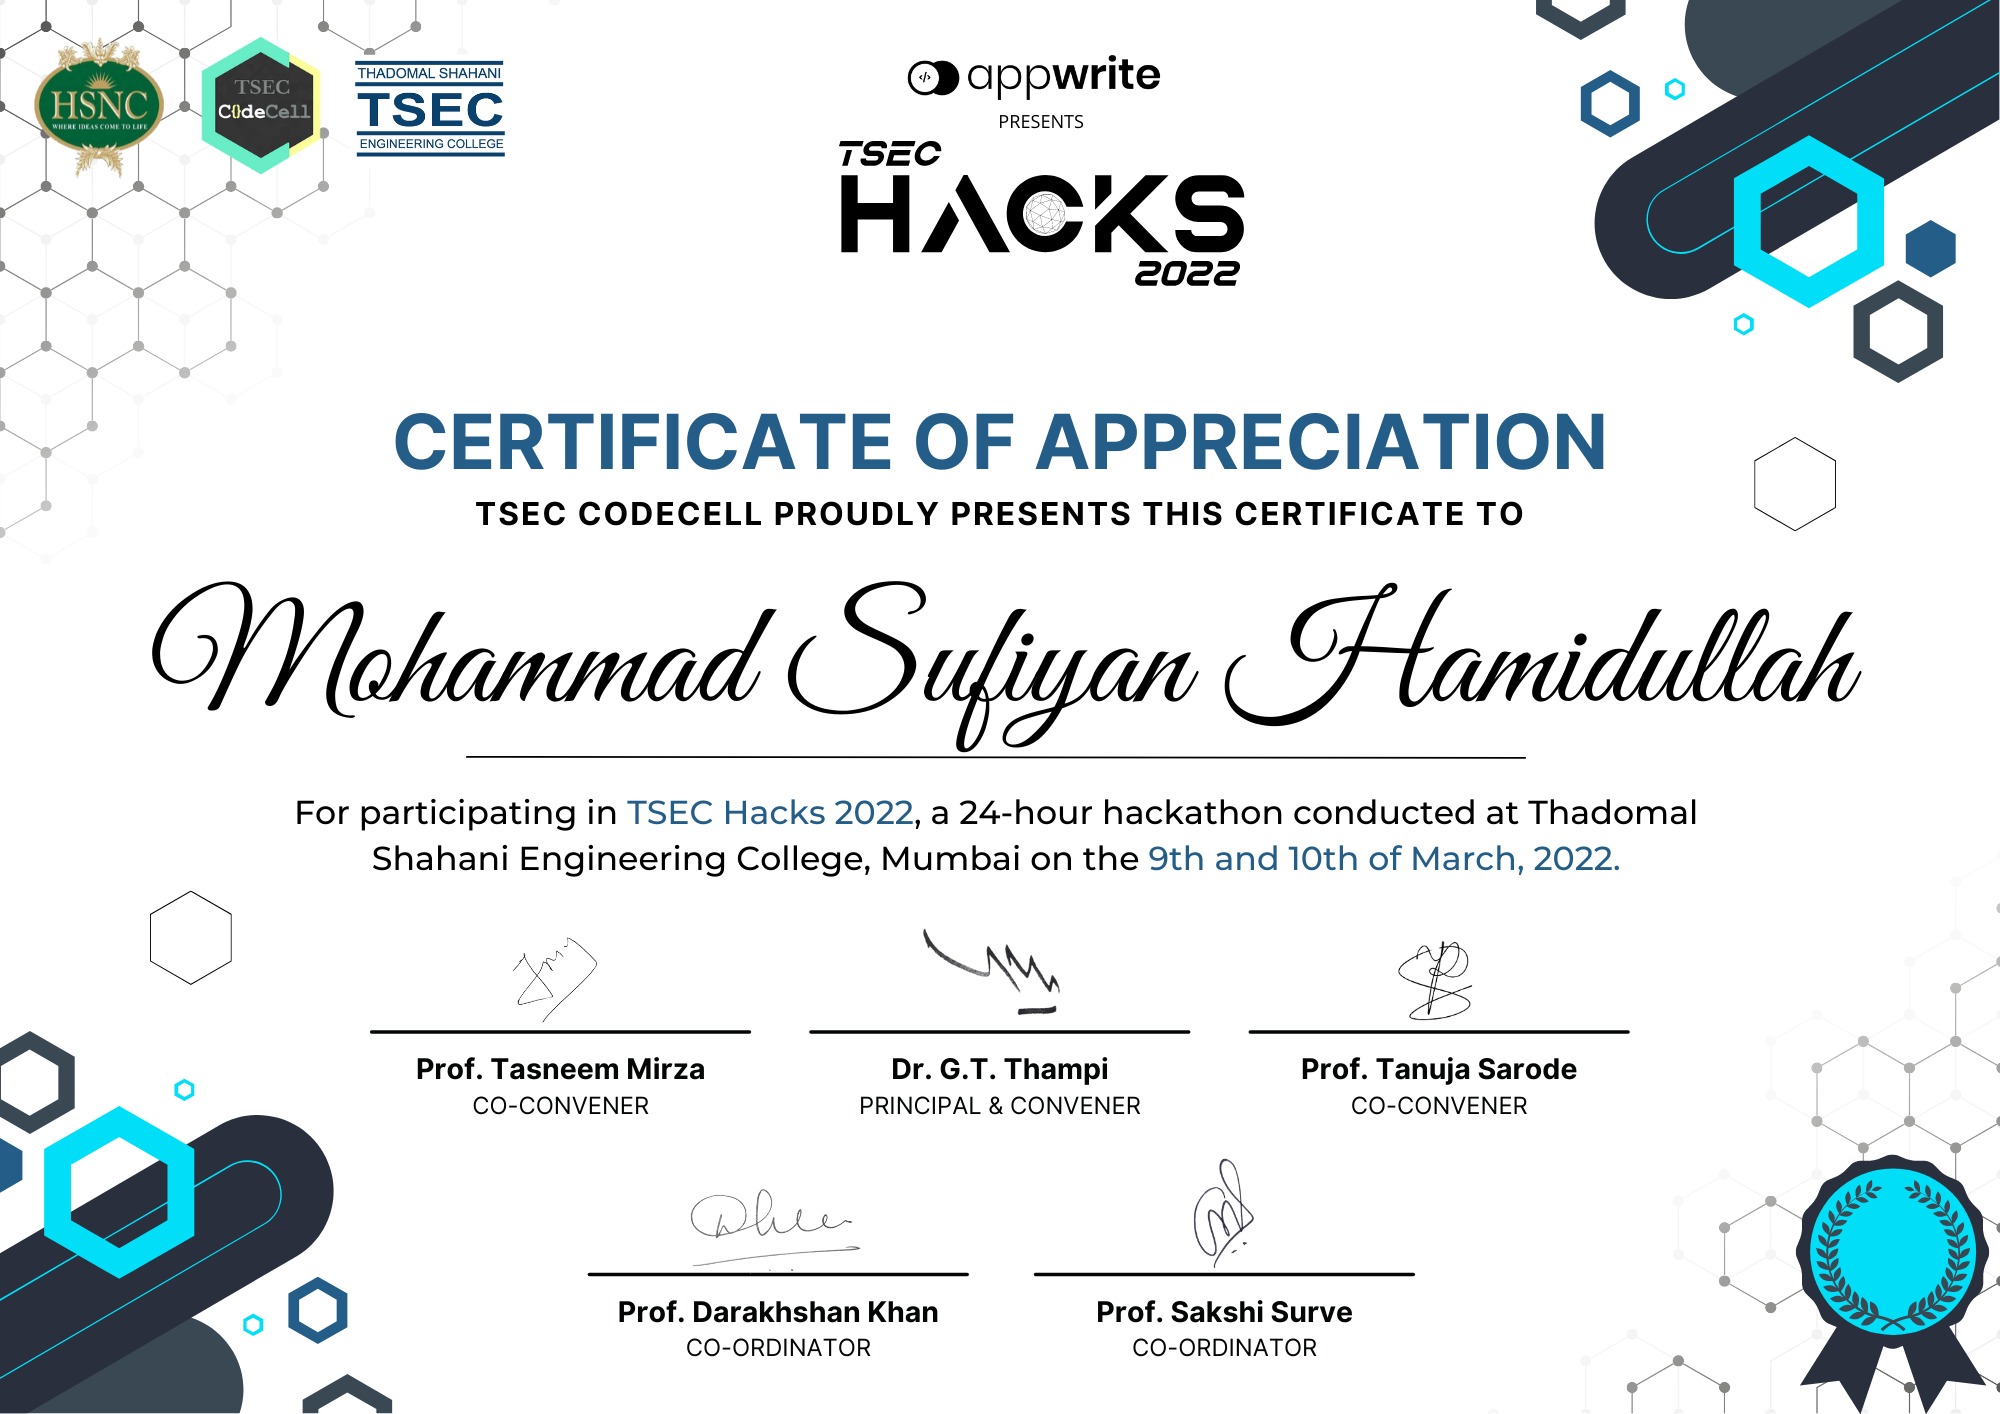 HSNC
WHERE IDEAS COME TO LIFE
TSEC
C{}deCell
THADOMAL SHAHANI
TSEC
ENGINEERING COLLEGE
appwrite
PRESENTS
TSEC
HACKS
2022
CERTIFICATE OF APPRECIATION
TSEC CODECELL PROUDLY PRESENTS THIS CERTIFICATE TO
Mohammad Sufiyan Hamidullah
For participating in TSEC Hacks 2022, a 24-hour hackathon conducted at Thadomal
Shahani Engineering College, Mumbai on the 9th and 10th of March, 2022.
Prof. Tasneem Mirza
CO-CONVENER
Dr. G.T. Thampi
PRINCIPAL & CONVENER
Prof. Tanuja Sarode
CO-CONVENER
Prof. Darakhshan Khan
CO-ORDINATOR
Prof. Sakshi Surve
CO-ORDINATOR